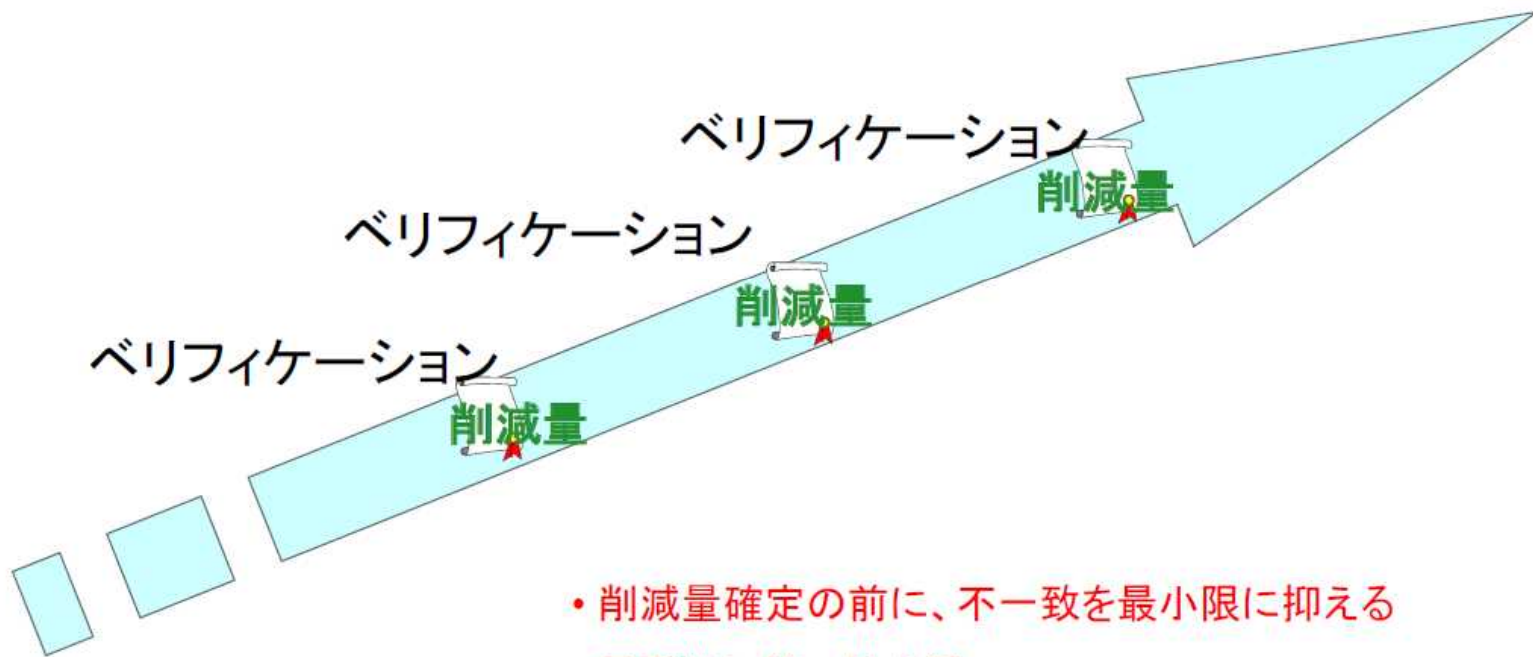 ベリフィケーション
削減量
ベリフィケーション
削減量
ベリフィケーション
削減量
• 削減量確定の前に、不一致を最小限に抑える